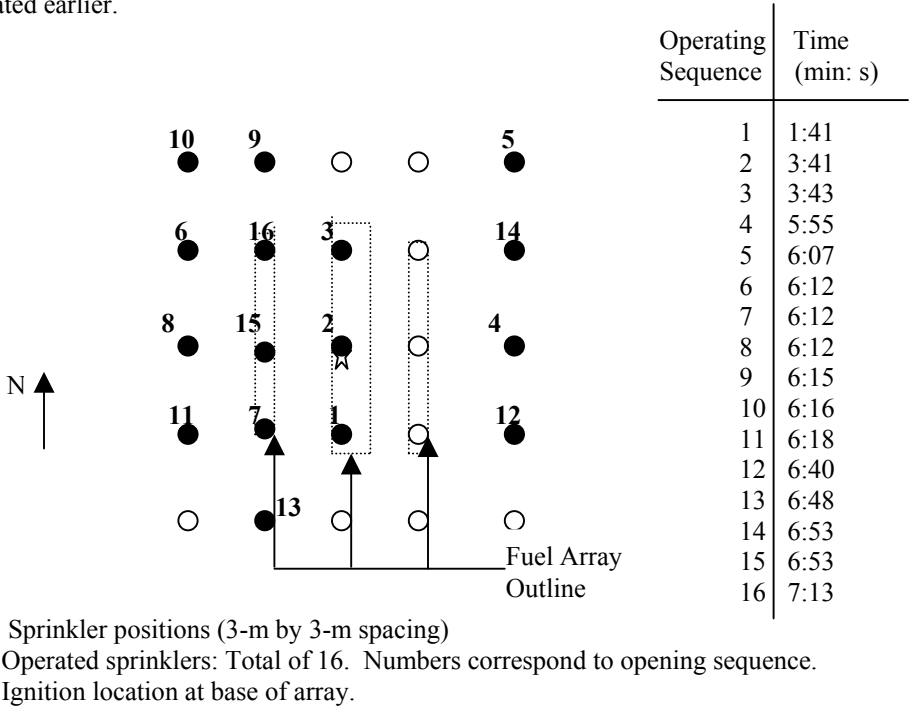 ated earlier.
Operating Time
Sequence (min: s)
1 1:41
2 3:41
3 3:43
4 5:55
5 6:07
6 6:12
7 6:12
8 6:12
9 6:15
10 6:16
11 6:18
12 6:40
13 6:48
14 6:53
15 6:53
16 7:13
10 9 5
6 16 3 14
8 15 2 4
N
11 7 1 12
13
Fuel Array
Outline
Sprinkler positions (3-m by 3-m spacing)
Operated sprinklers: Total of 16. Numbers correspond to opening sequence.
Ignition location at base of array.